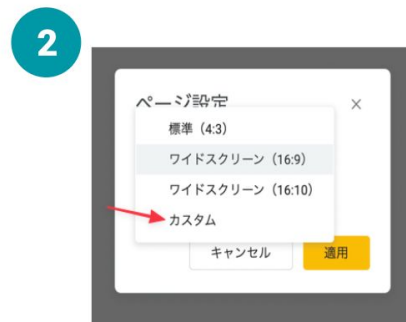 2
ページ設定
×
標準（4:3）
ワイドスクリーン（16:9）
ワイドスクリーン（16:10）
カスタム
キャンセル
適用